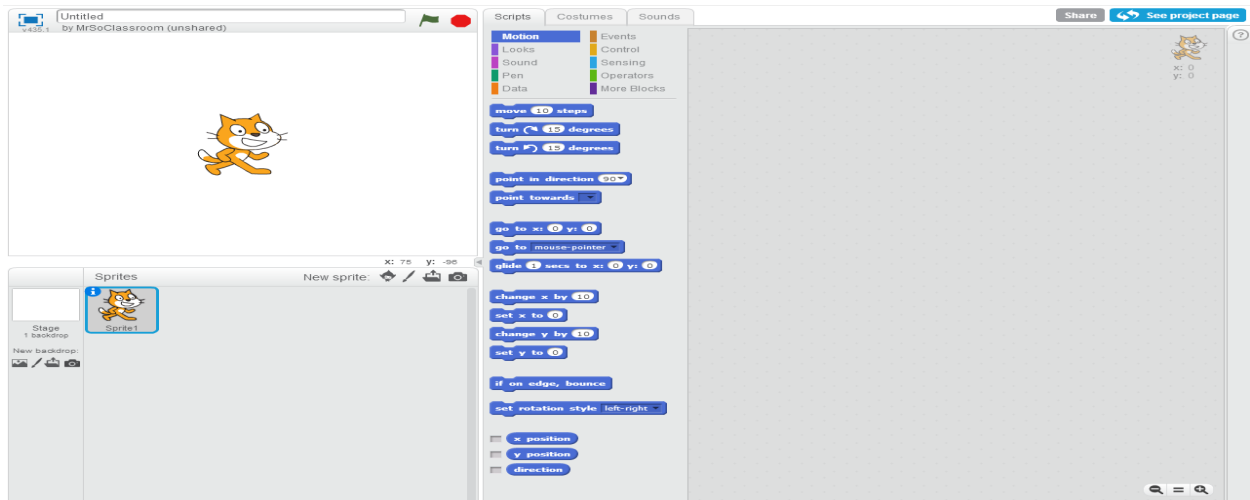 Untitled
v435.1 by MrSoClassroom (unshared)
x: 75 y: -96
Sprites New sprite:
Stage
1 backdrop
New backdrop:
Sprite1
Scripts Costumes Sounds
Share See project page
Motion Events
Looks Control
Sound Sensing
Pen Operators
Data More Blocks
move 10 steps
turn 15 degrees
turn 15 degrees
point in direction 90
point towards
go to x: 0 y: 0
go to mouse-pointer
glide 1 secs to x: 0 y: 0
change x by 10
set x to 0
change y by 10
set y to 0
if on edge, bounce
set rotation style left-right
x position
y position
direction
x: 0
y: 0
?